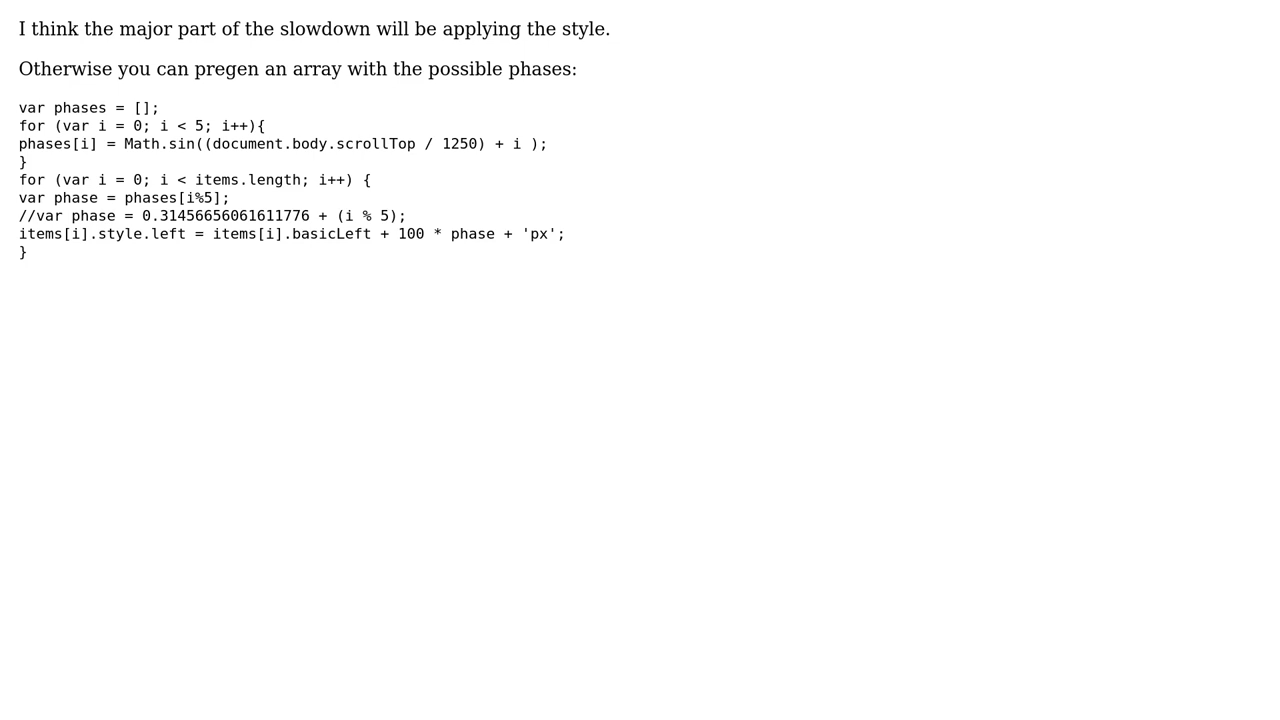 I think the major part of the slowdown will be applying the style.
Otherwise you can pregen an array with the possible phases:
var phases = [];
for (var i = 0; i < 5; i++){
phases[i] = Math.sin((document.body.scrollTop / 1250) + i );
}
for (var i = 0; i < items.length; i++) {
var phase = phases[i%5];
//var phase = 0.31456656061611776 + (i % 5);
items[i].style.left = items[i].basicLeft + 100 * phase + 'px';
}